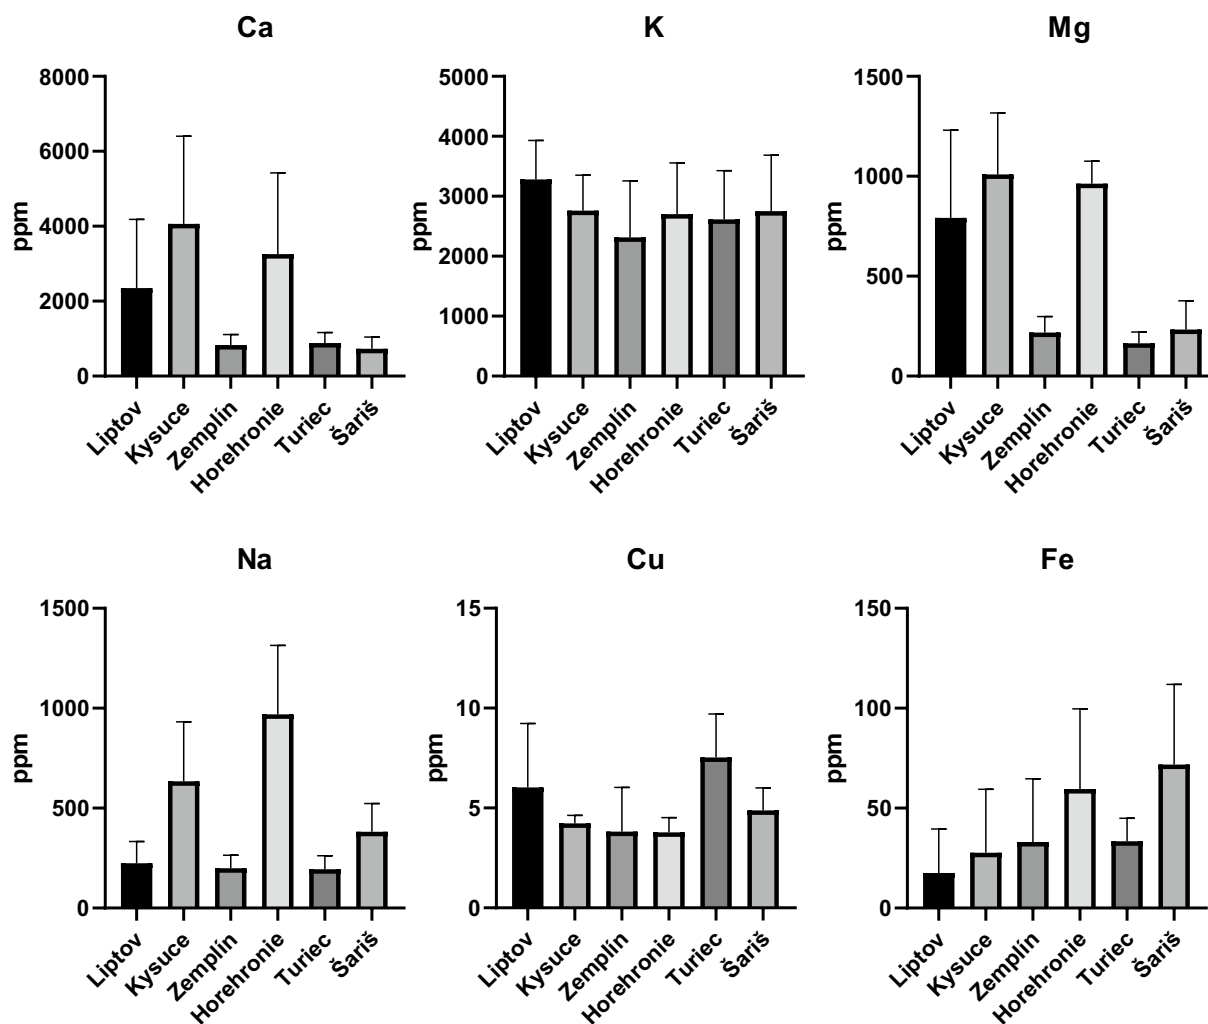 Ca
K
Mg
8000
6000
4000
2000
0
ppm
Liptov
Kysuce
Zemplín
Horehronie
Turiec
Šariš
5000
4000
3000
2000
1000
0
ppm
Liptov
Kysuce
Zemplín
Horehronie
Turiec
Šariš
1500
1000
500
0
ppm
Liptov
Kysuce
Zemplín
Horehronie
Turiec
Šariš
Na
Cu
Fe
1500
1000
500
0
ppm
Liptov
Kysuce
Zemplín
Horehronie
Turiec
Šariš
15
10
5
0
ppm
Liptov
Kysuce
Zemplín
Horehronie
Turiec
Šariš
150
100
50
0
ppm
Liptov
Kysuce
Zemplín
Horehronie
Turiec
Šariš